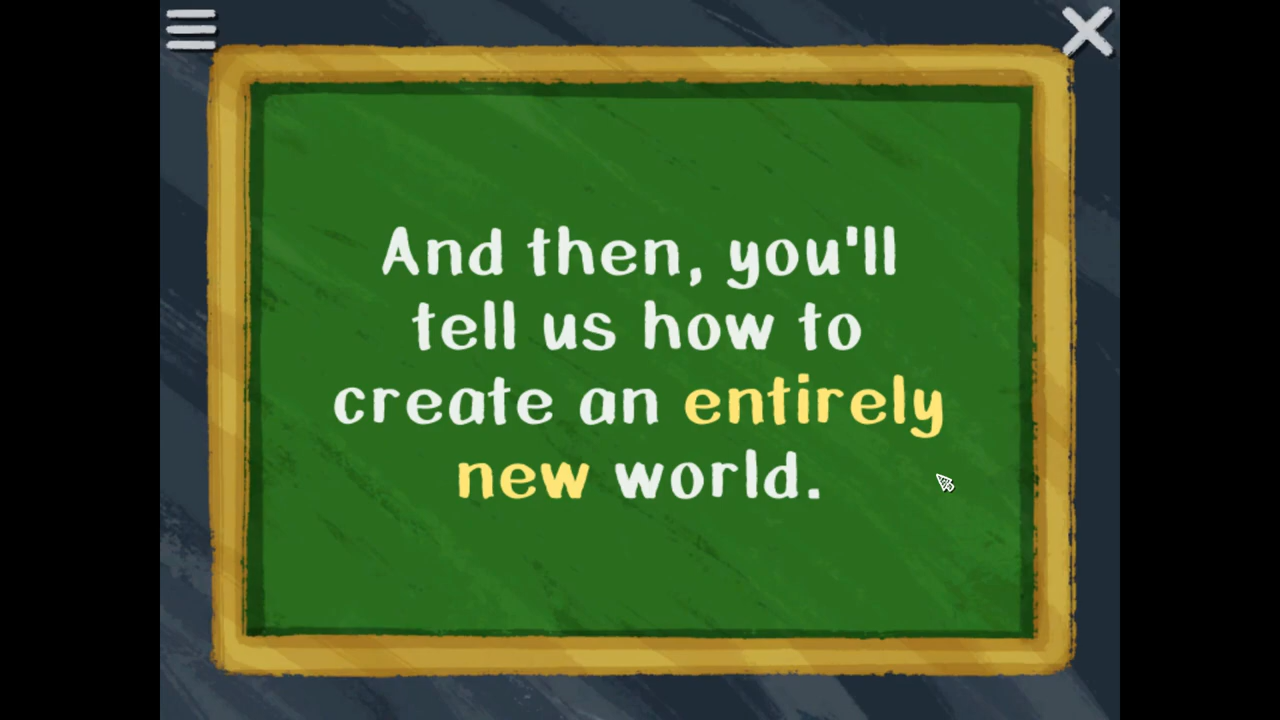 And then, you'll
tell us how to
create an entirely
new world.